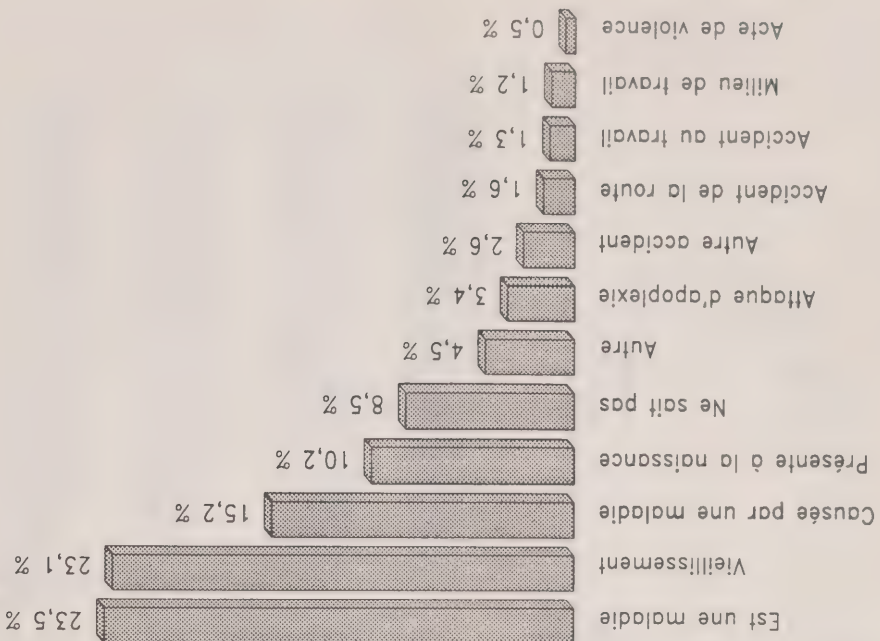 Est une maladie 23,5 %
Vieillissement 23,1 %
Causée par une maladie 15,2 %
Présente à la naissance 10,2 %
Ne sait pas 8,5 %
Autre 4,5 %
Attaque d'apoplexie 3,4 %
Autre accident 2,6 %
Accident de la route 1,6 %
Accident au travail 1,3 %
Milieu de travail 1,2 %
Acte de violence 0,5 %